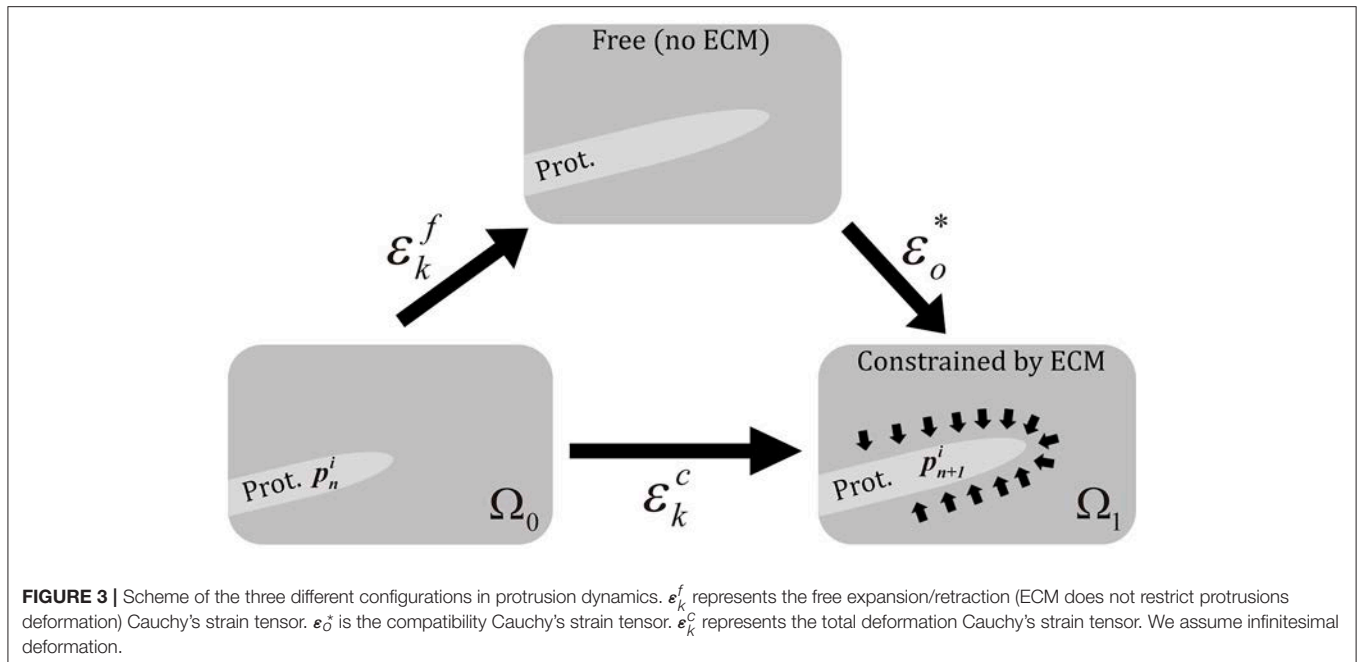 Free (no ECM)
Prot.
ε_k^f
ε_o^*
Prot. p_n^i
Ω_0
ε_k^c
Constrained by ECM
Prot. p_{n+1}^i
Ω_1
FIGURE 3 | Scheme of the three different configurations in protrusion dynamics. ε_k^f represents the free expansion/retraction (ECM does not restrict protrusions
deformation) Cauchy's strain tensor. ε_o^* is the compatibility Cauchy's strain tensor. ε_k^c represents the total deformation Cauchy's strain tensor. We assume infinitesimal
deformation.